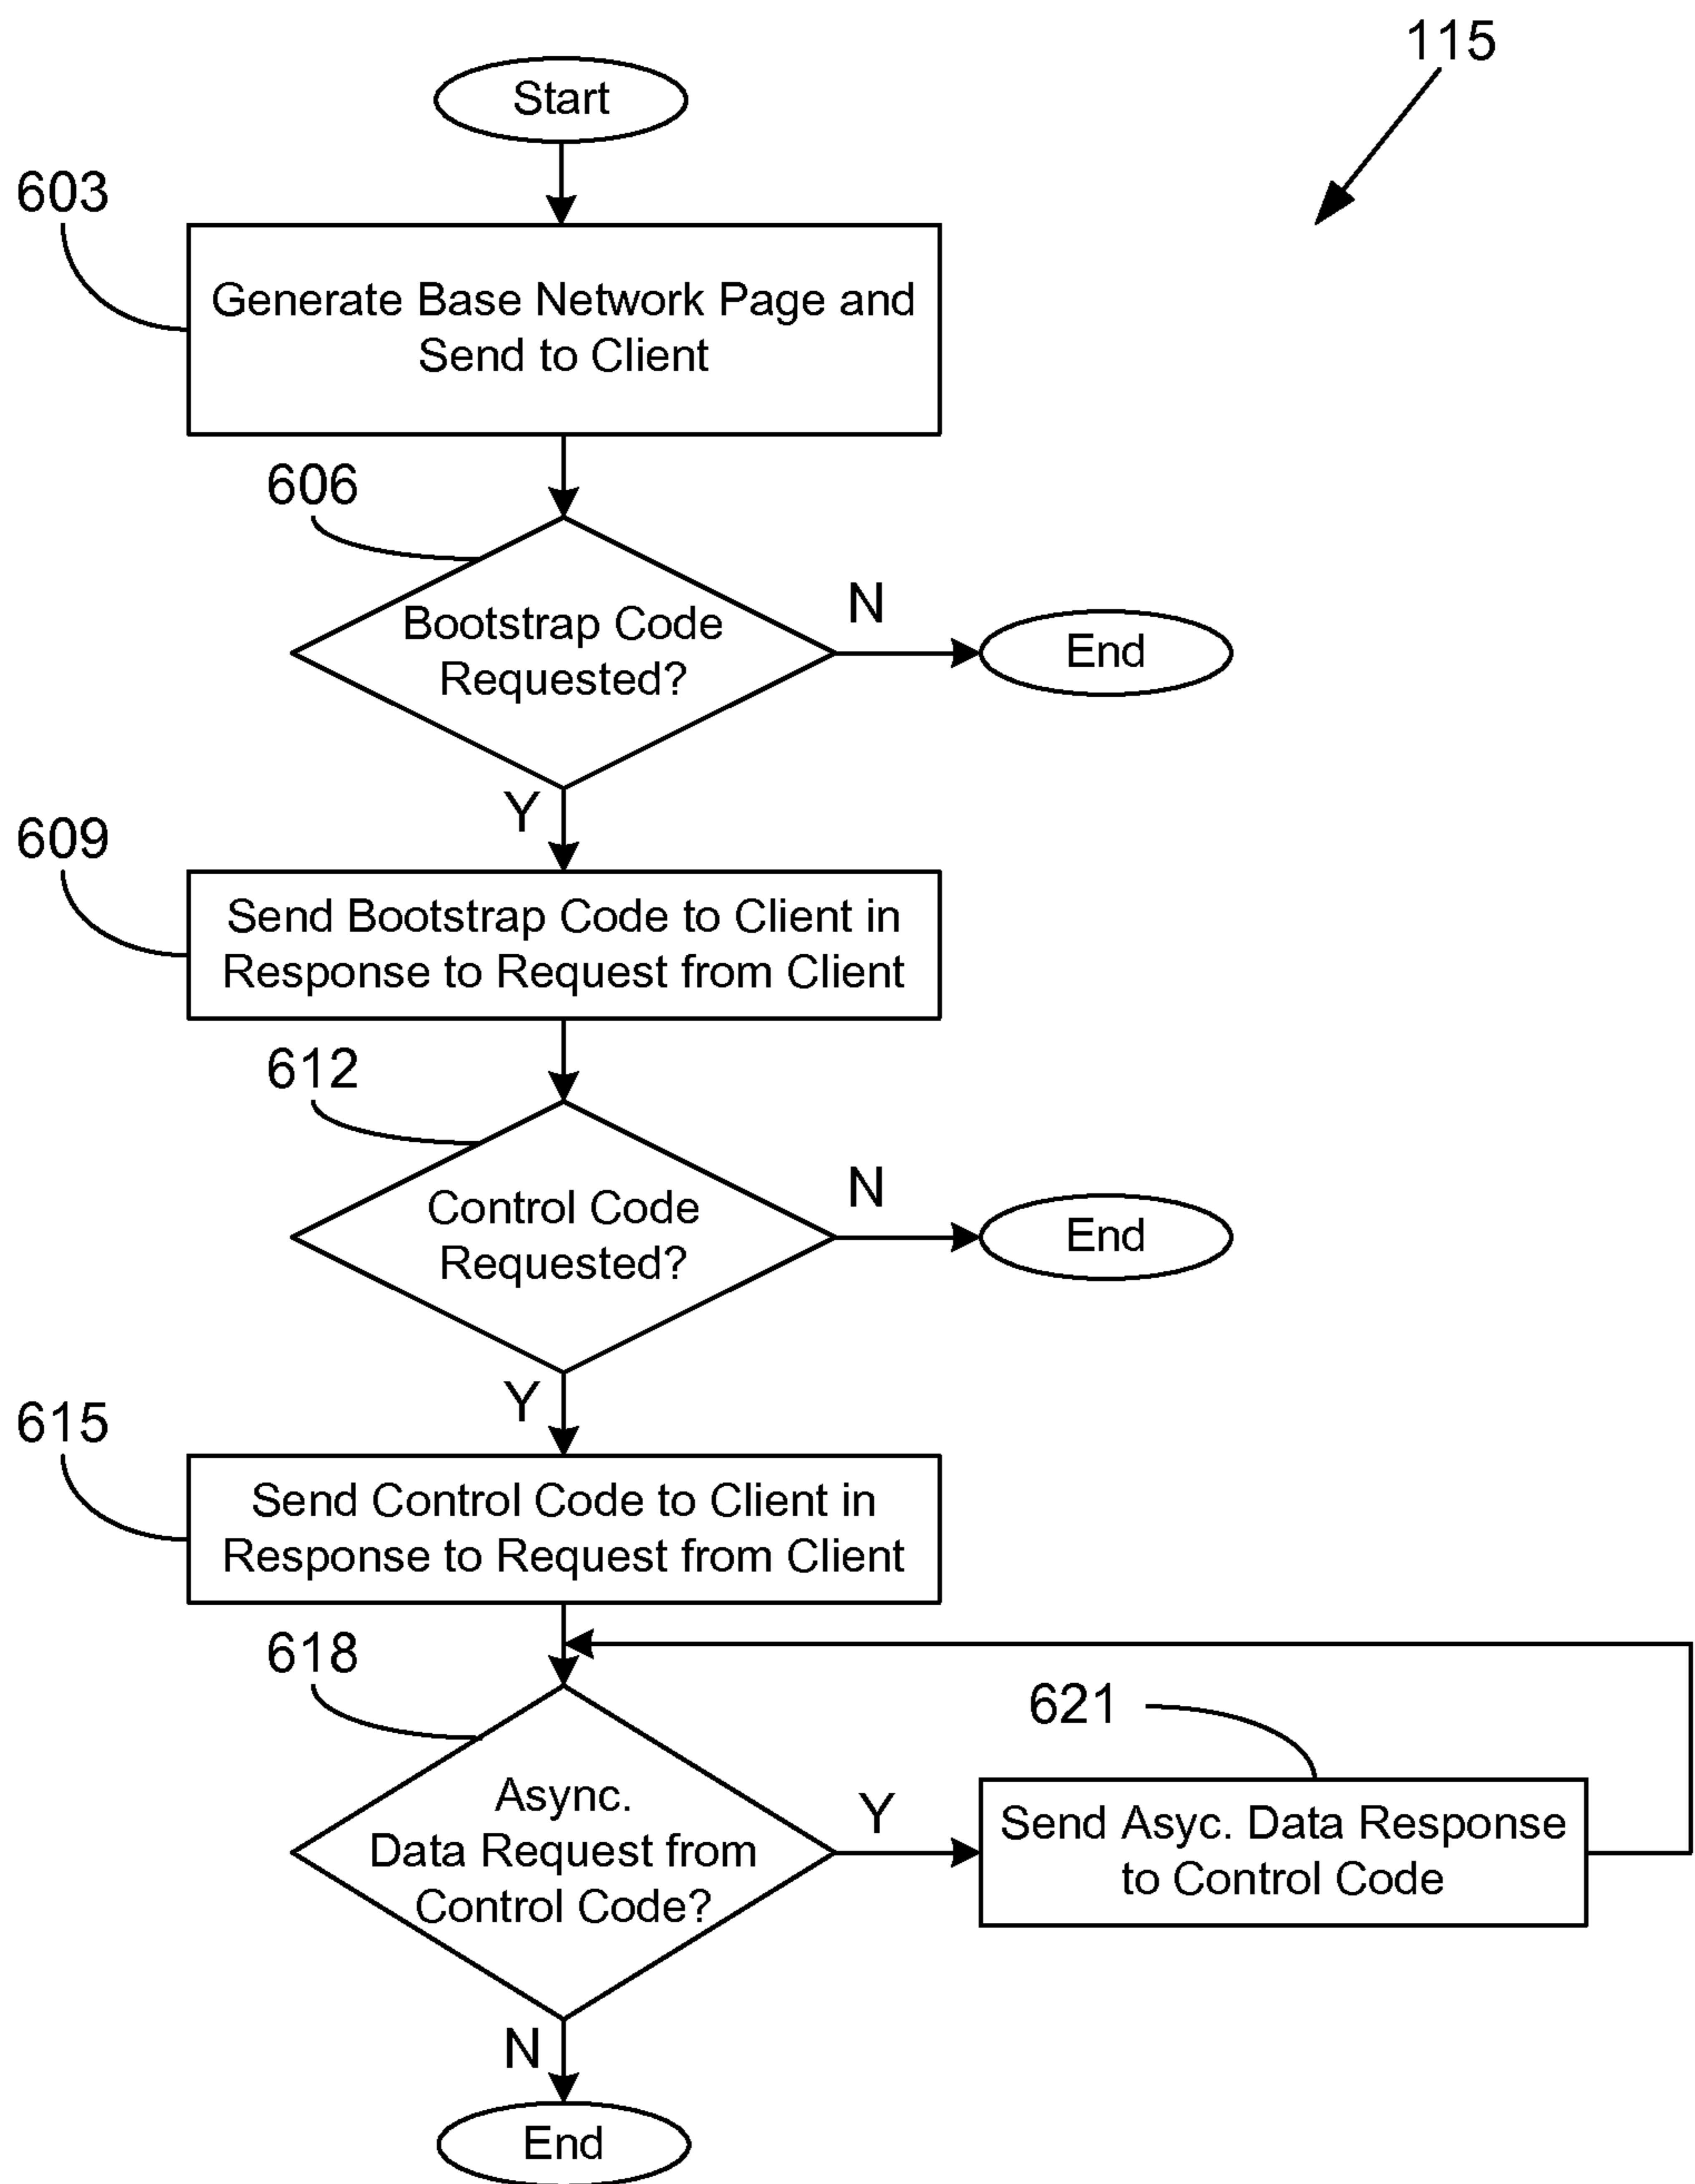 115
Start
603
Generate Base Network Page and
Send to Client
606
Bootstrap Code
Requested?
N
End
Y
609
Send Bootstrap Code to Client in
Response to Request from Client
612
Control Code
Requested?
N
End
Y
615
Send Control Code to Client in
Response to Request from Client
618
Async.
Data Request from
Control Code?
Y
621
Send Asyc. Data Response
to Control Code
N
End